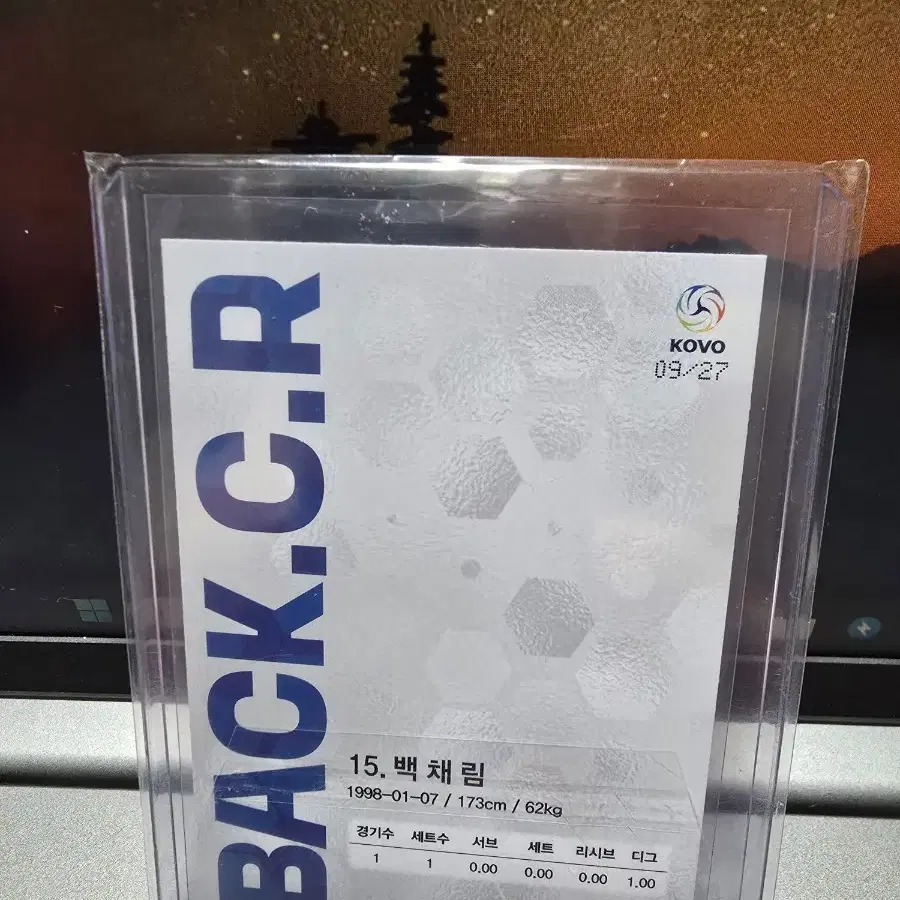 BACK.C.R
KOVO
09/27
15. 백채림
1998-01-07 / 173cm / 62kg
경기수 세트수 서브 세트 리시브 디그
1 1 0.00 0.00 0.00 1.00